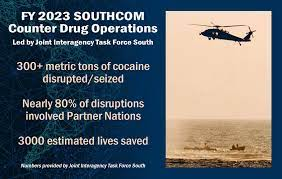 FY 2023 SOUTHCOM
Counter Drug Operations
Led by Joint Interagency Task Force South
300+ metric tons of cocaine
disrupted/seized
Nearly 80% of disruptions
involved Partner Nations
3000 estimated lives saved
Numbers provided by Joint Interagency Task Force South